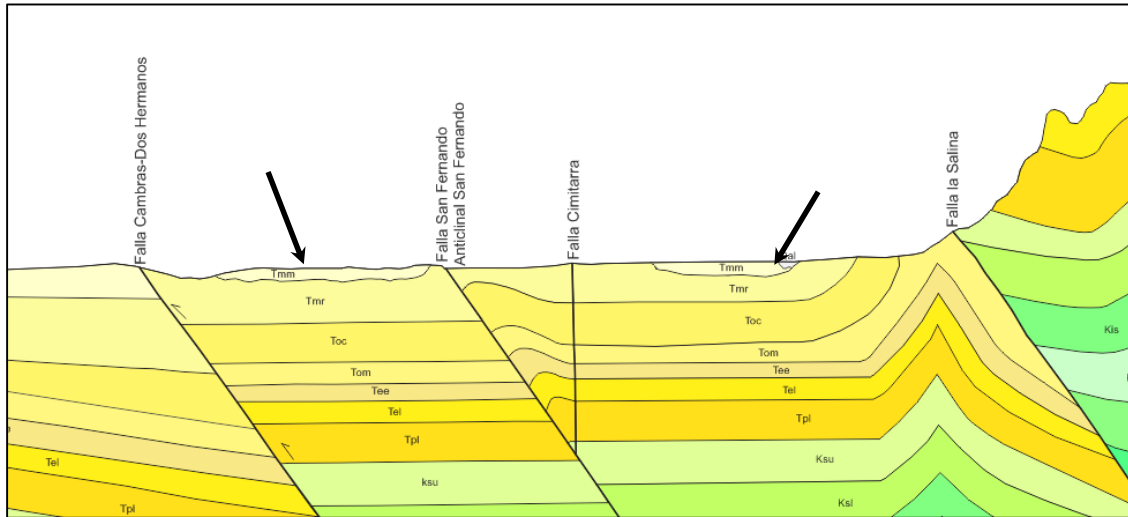 Falla Cambras-Dos Hermanos
Falla San Fernando
Anticlinal San Fernando
Falla Cimitarra
Falla la Salina
Tmm
Tmr
Toc
Tom
Tee
Tel
Tpl
ksu
Tel
Tpl
Tmm
Tmr
Toc
Tom
Tee
Tel
Tpl
Ksu
Ksl
Kis